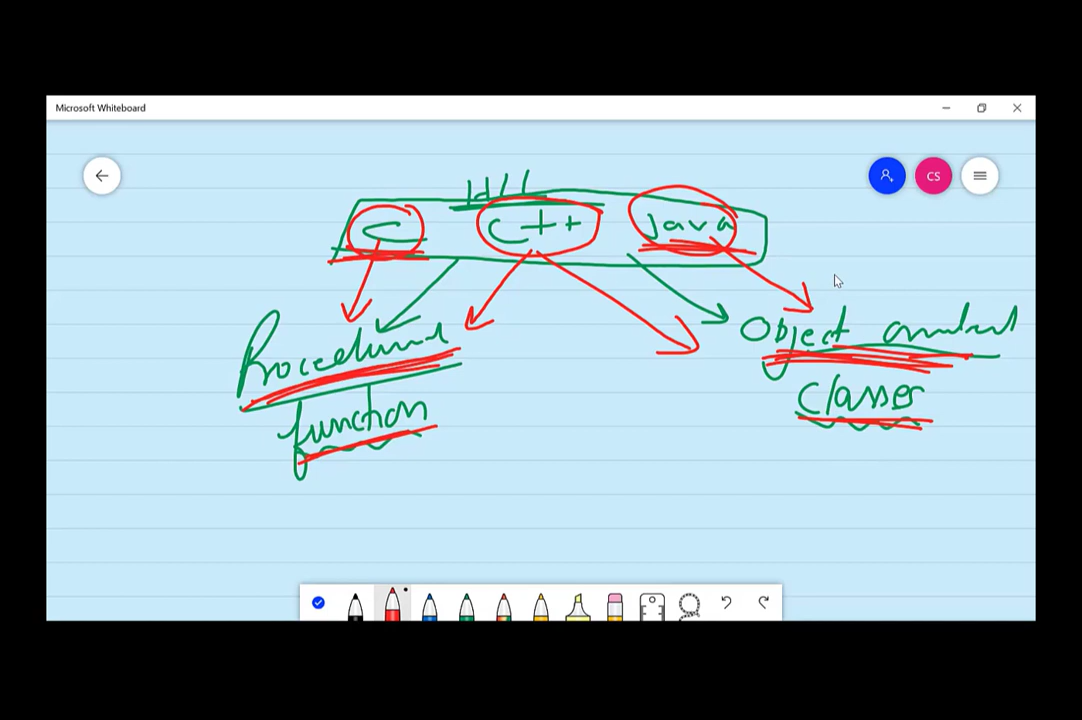 Microsoft Whiteboard
CS
HLL
C C++ Java
Procedural
Object oriented
function
classes